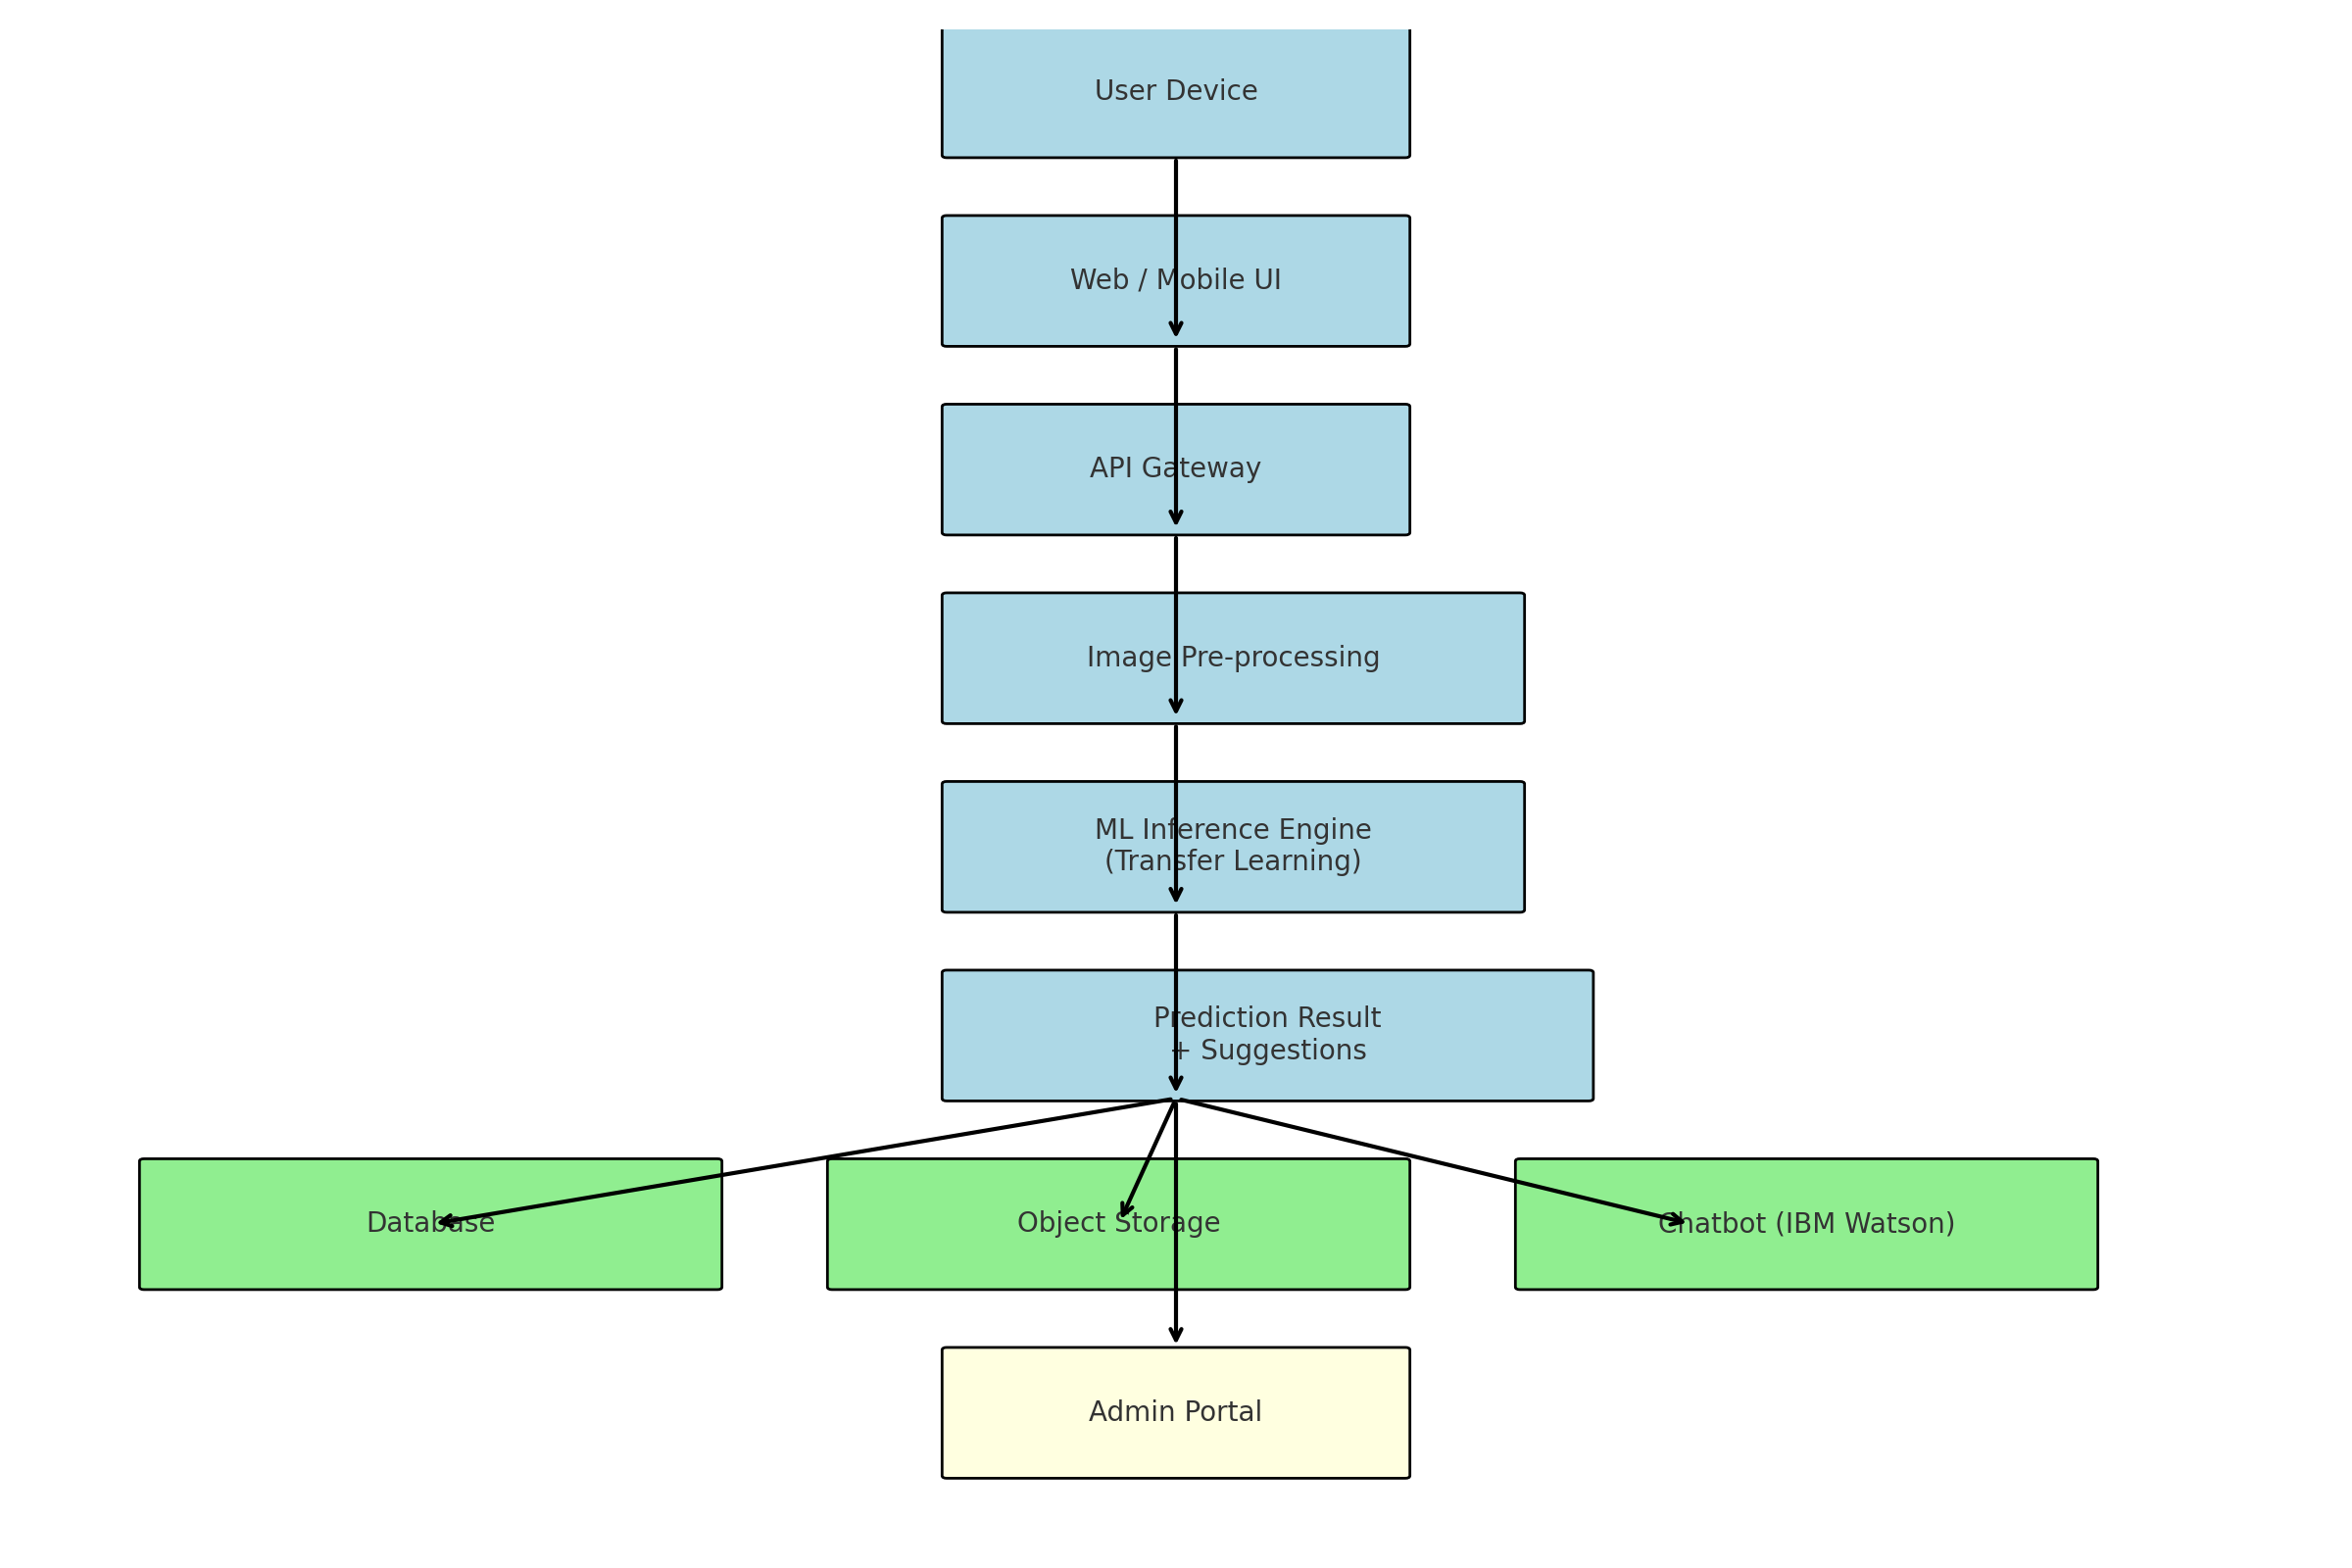 User Device
Web / Mobile UI
API Gateway
Image Pre-processing
ML Inference Engine
(Transfer Learning)
Prediction Result
+ Suggestions
Database
Object Storage
Chatbot (IBM Watson)
Admin Portal